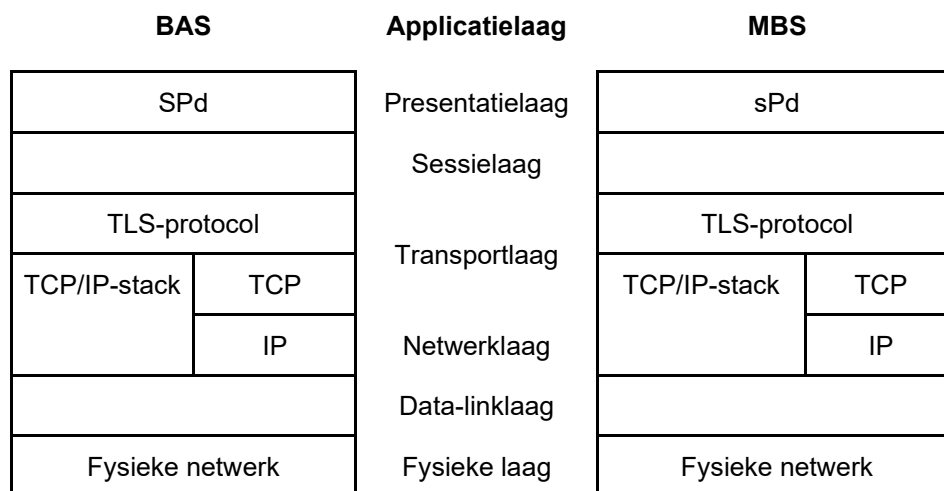 BAS Applicatielaag MBS
SPd Presentatielaag sPd
Sessielaag
TLS-protocol TLS-protocol
Transportlaag
TCP/IP-stack TCP TCP/IP-stack TCP
IP Netwerklaag IP
Data-linklaag
Fysieke netwerk Fysieke laag Fysieke netwerk